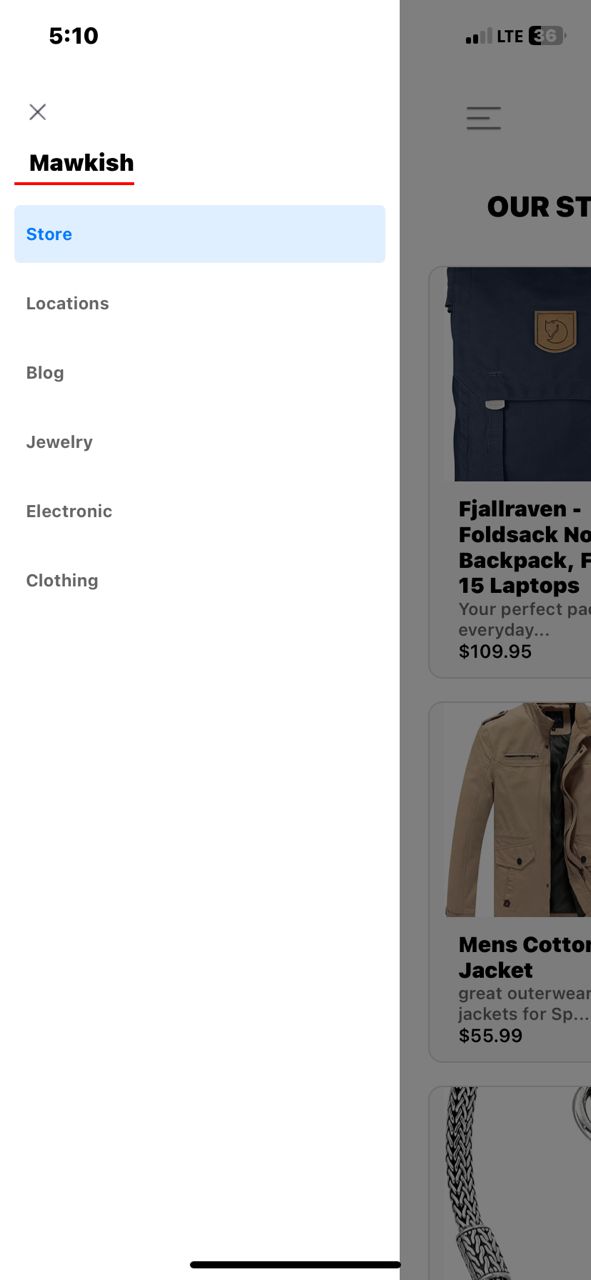 5:10
LTE 36
Mawkish
Store
Locations
Blog
Jewelry
Electronic
Clothing
OUR ST
Fjallraven -
Foldsack No
Backpack, F
15 Laptops
Your perfect pac
everyday...
$109.95
Mens Cotton
Jacket
great outerwear
jackets for Sp...
$55.99